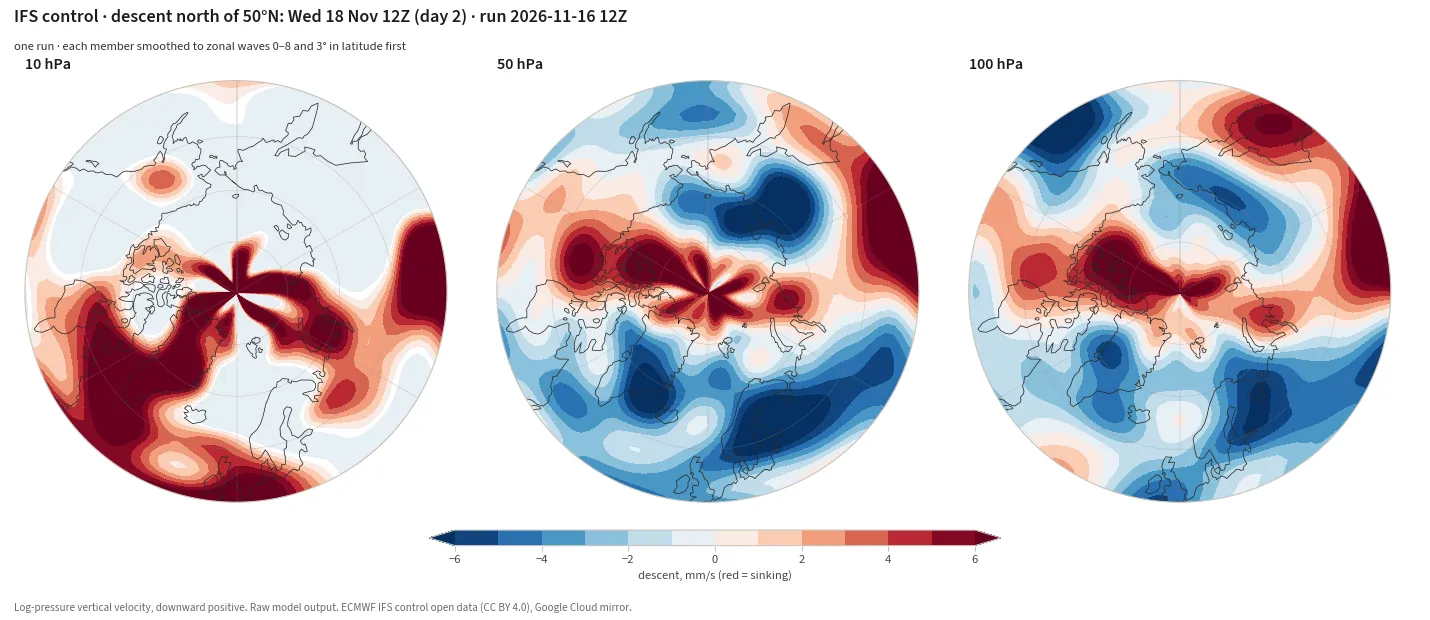 IFS control · descent north of 50°N: Wed 18 Nov 12Z (day 2) · run 2026-11-16 12Z
one run · each member smoothed to zonal waves 0–8 and 3° in latitude first
10 hPa
50 hPa
100 hPa
−6 −4 −2 0 2 4 6
descent, mm/s (red = sinking)
Log-pressure vertical velocity, downward positive. Raw model output. ECMWF IFS control open data (CC BY 4.0), Google Cloud mirror.